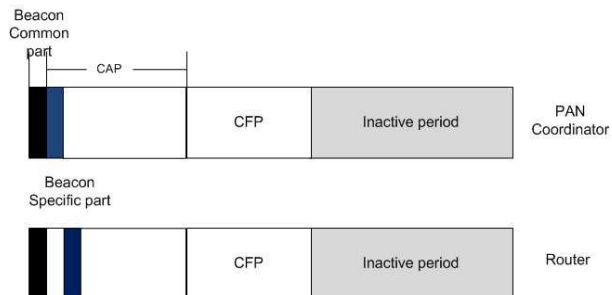 Beacon
Common
part
CAP
CFP
Inactive period
PAN
Coordinator
Beacon
Specific part
CFP
Inactive period
Router